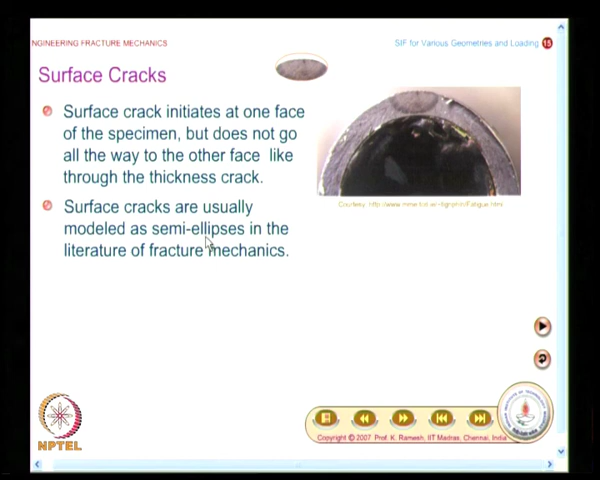 NGINEERING FRACTURE MECHANICS
SIF for Various Geometries and Loading 15
Surface Cracks
Surface crack initiates at one face
of the specimen, but does not go
all the way to the other face like
through the thickness crack.
Surface cracks are usually
modeled as semi-ellipses in the
literature of fracture mechanics.
NPTEL
Copyright © 2007 Prof. K. Ramesh, IIT Madras, Chennai, India